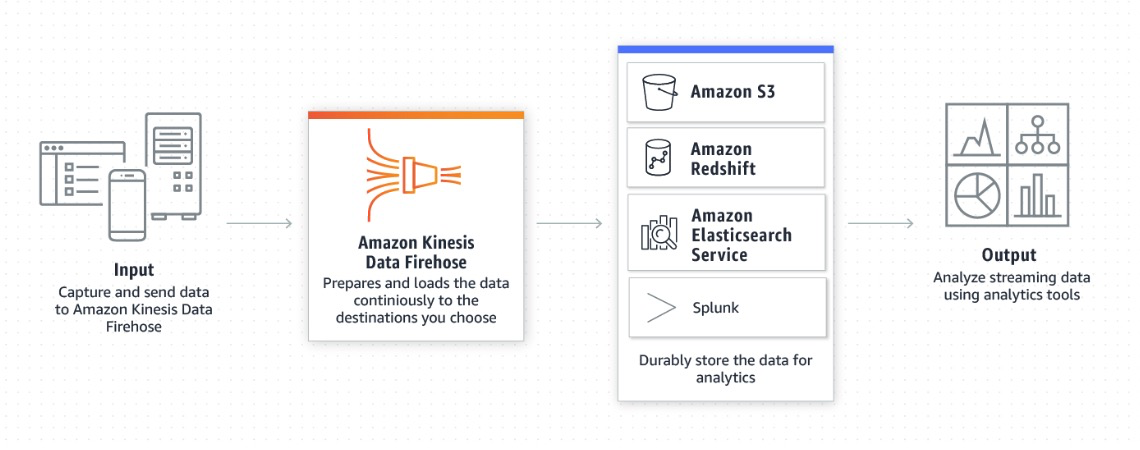 Input
Capture and send data
to Amazon Kinesis Data
Firehose
Amazon Kinesis
Data Firehose
Prepares and loads the data
continiously to the
destinations you choose
Amazon S3
Amazon
Redshift
Amazon
Elasticsearch
Service
Splunk
Durably store the data for
analytics
Output
Analyze streaming data
using analytics tools